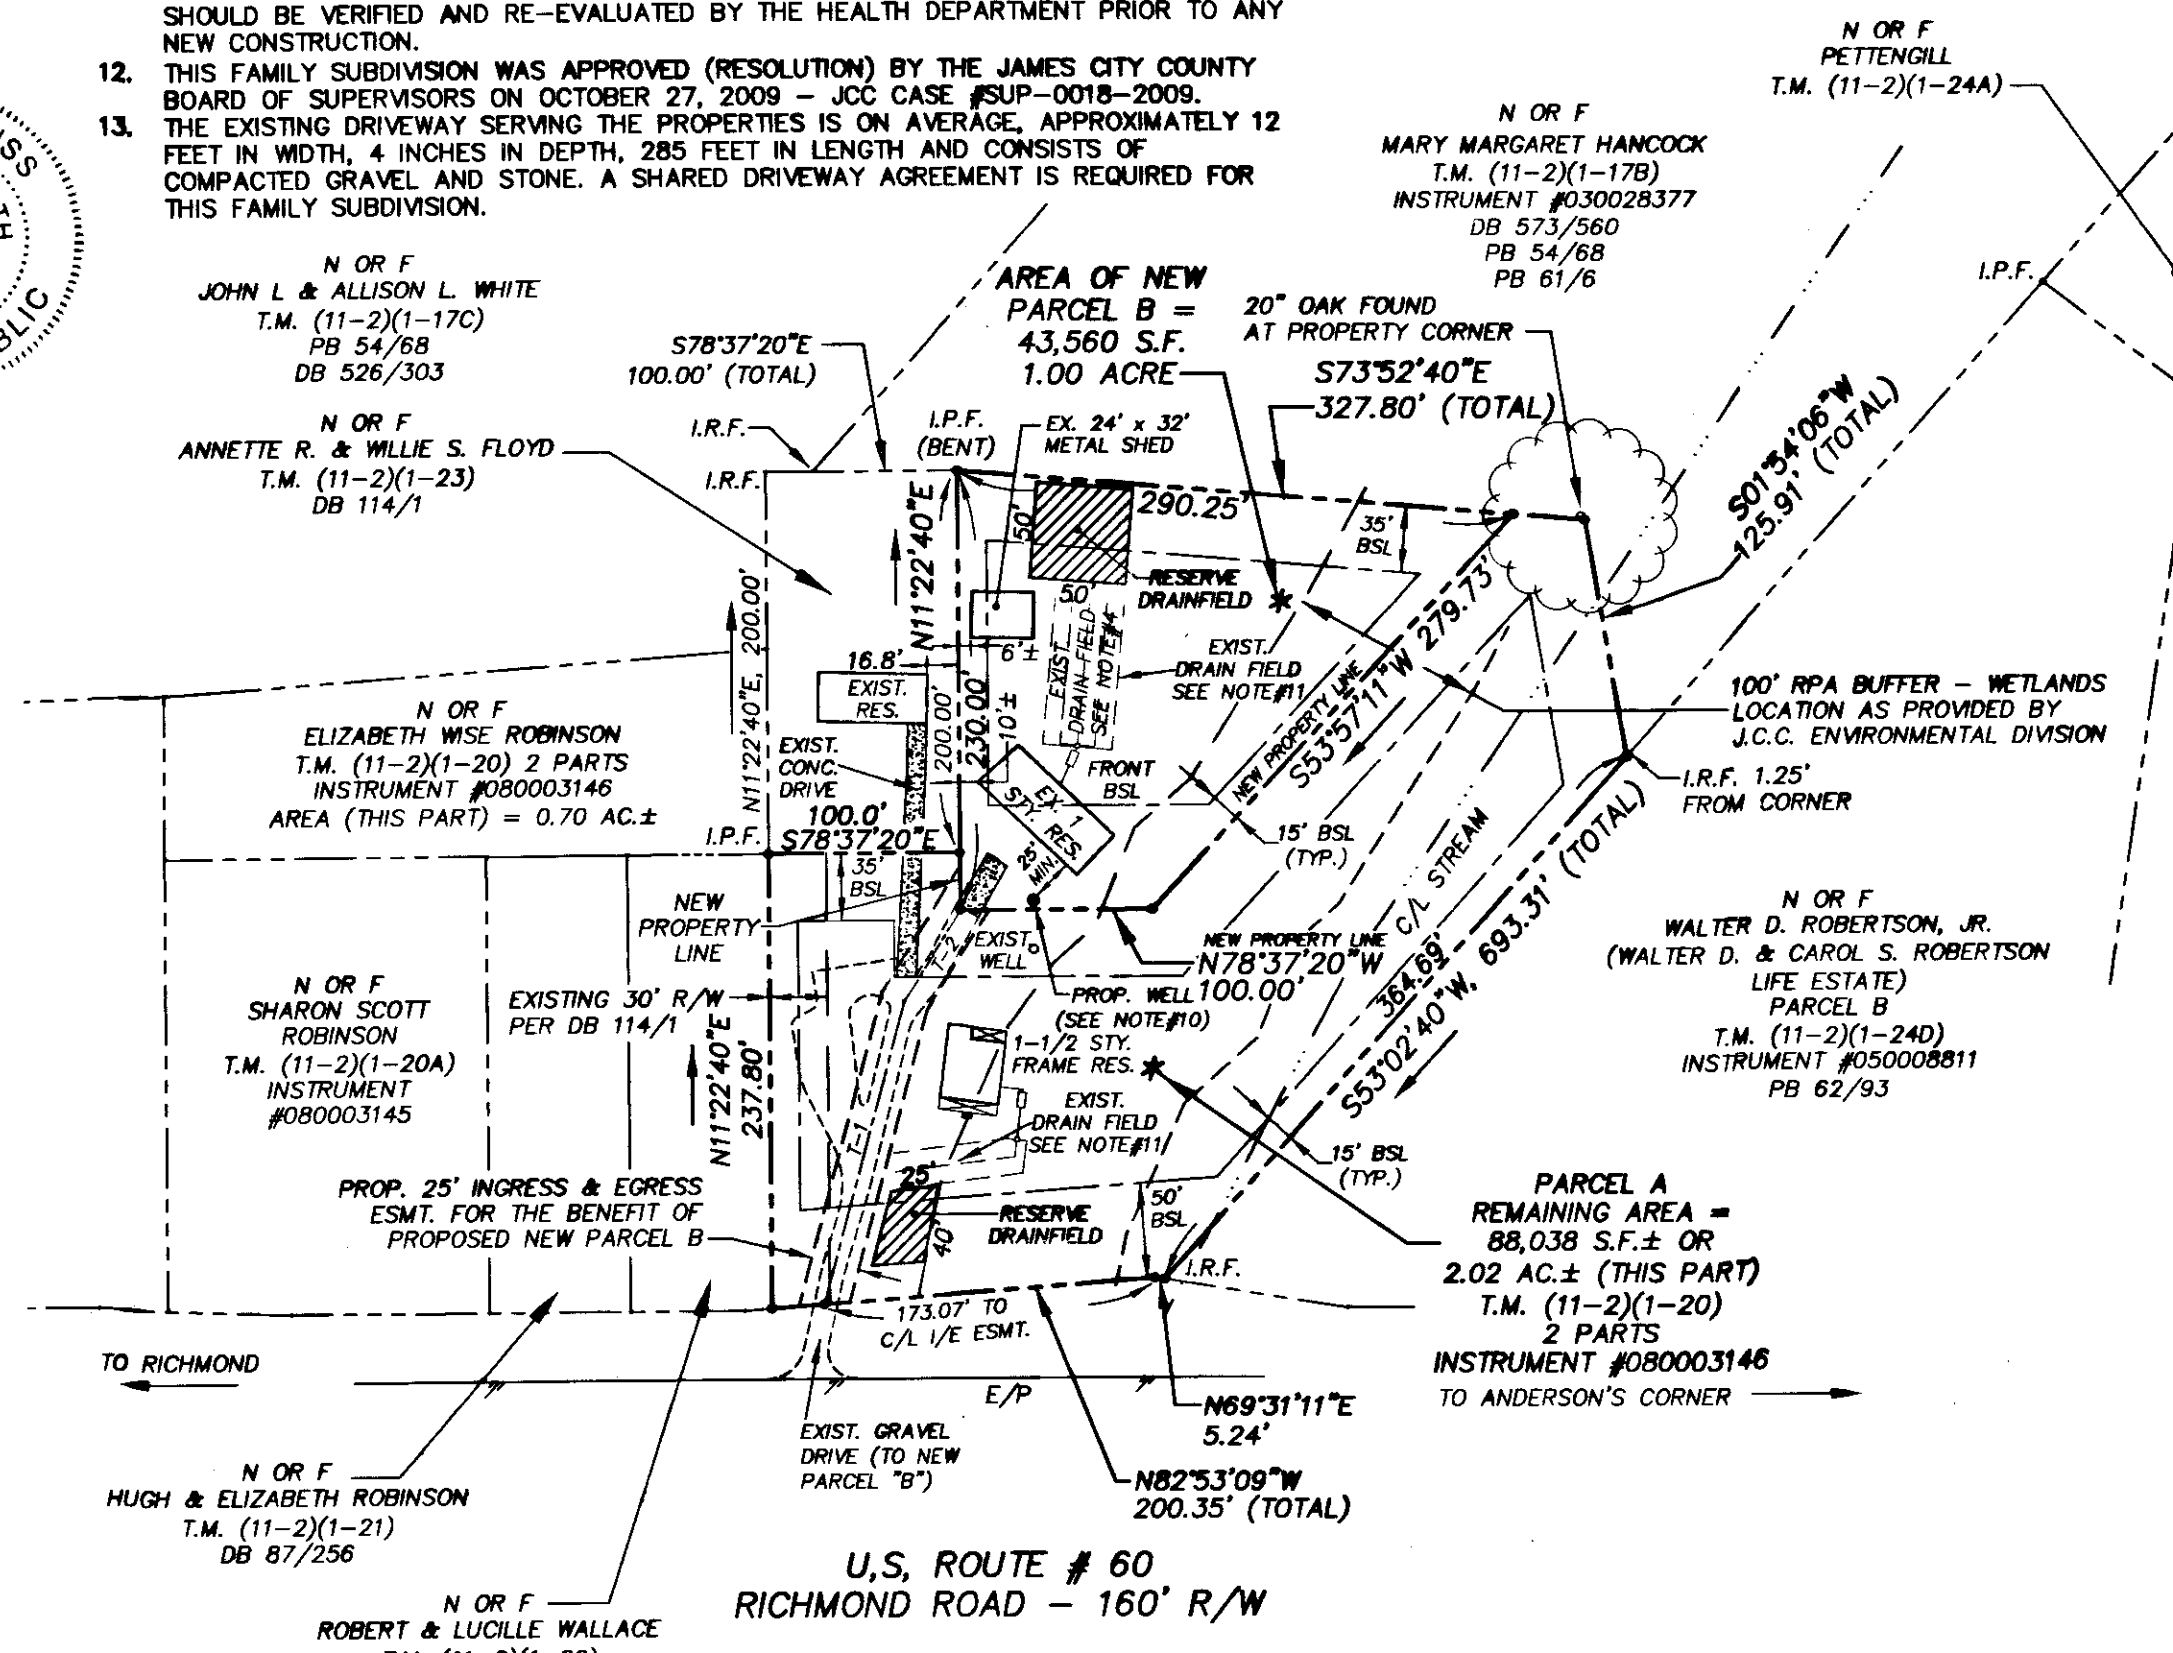 SHOULD BE VERIFIED AND RE-EVALUATED BY THE HEALTH DEPARTMENT PRIOR TO ANY
NEW CONSTRUCTION.
12. THIS FAMILY SUBDIVISION WAS APPROVED (RESOLUTION) BY THE JAMES CITY COUNTY
BOARD OF SUPERVISORS ON OCTOBER 27, 2009 - JCC CASE #SUP-0018-2009.
13. THE EXISTING DRIVEWAY SERVING THE PROPERTIES IS ON AVERAGE, APPROXIMATELY 12
FEET IN WIDTH, 4 INCHES IN DEPTH, 285 FEET IN LENGTH AND CONSISTS OF
COMPACTED GRAVEL AND STONE. A SHARED DRIVEWAY AGREEMENT IS REQUIRED FOR
THIS FAMILY SUBDIVISION.
N OR F
PETTENGILL
T.M. (11-2)(1-24A)
N OR F
MARY MARGARET HANCOCK
T.M. (11-2)(1-17B)
INSTRUMENT #030028377
DB 573/560
PB 54/68
PB 61/6
I.P.F.
N OR F
JOHN L & ALLISON L. WHITE
T.M. (11-2)(1-17C)
PB 54/68
DB 526/303
S78°37'20"E
100.00' (TOTAL)
AREA OF NEW
PARCEL B =
43,560 S.F.
1.00 ACRE
20" OAK FOUND
AT PROPERTY CORNER
S73°52'40"E
327.80' (TOTAL)
S01°54'06"W
125.91' (TOTAL)
N OR F
ANNETTE R. & WILLIE S. FLOYD
T.M. (11-2)(1-23)
DB 114/1
I.R.F.
I.R.F.
I.P.F.
(BENT)
EX. 24' x 32'
METAL SHED
290.25'
35'
BSL
50'
50'
RESERVE
DRAINFIELD
N11°22'40"E
230.00'
200.00'
N11°22'40"E, 200.00'
16.8'
6'±
10'±
EXIST.
RES.
EXIST.
DRAIN FIELD
SEE NOTE#4
EXIST.
DRAIN FIELD
SEE NOTE#11
NEW PROPERTY LINE
S53°57'11"W 279.73'
100' RPA BUFFER - WETLANDS
LOCATION AS PROVIDED BY
J.C.C. ENVIRONMENTAL DIVISION
I.R.F. 1.25'
FROM CORNER
N OR F
ELIZABETH WISE ROBINSON
T.M. (11-2)(1-20) 2 PARTS
INSTRUMENT #080003146
AREA (THIS PART) = 0.70 AC.±
EXIST.
CONC.
DRIVE
100.0'
S78°37'20"E
I.P.F.
35'
BSL
FRONT
BSL
EX. 1
STY. RES.
25'
MIN.
15' BSL
(TYP.)
C/L STREAM
NEW
PROPERTY
LINE
EXIST.
WELL
NEW PROPERTY LINE
N78°37'20"W
100.00'
PROP. WELL
(SEE NOTE#10)
364.69'
S53°02'40"W, 693.31' (TOTAL)
N OR F
WALTER D. ROBERTSON, JR.
(WALTER D. & CAROL S. ROBERTSON
LIFE ESTATE)
PARCEL B
T.M. (11-2)(1-24D)
INSTRUMENT #050008811
PB 62/93
N OR F
SHARON SCOTT
ROBINSON
T.M. (11-2)(1-20A)
INSTRUMENT
#080003145
EXISTING 30' R/W
PER DB 114/1
N11°22'40"E
237.80'
1-1/2 STY.
FRAME RES.
EXIST.
DRAIN FIELD
SEE NOTE#11
15' BSL
(TYP.)
PROP. 25' INGRESS & EGRESS
ESMT. FOR THE BENEFIT OF
PROPOSED NEW PARCEL B
25'
40'
RESERVE
DRAINFIELD
50'
BSL
I.R.F.
PARCEL A
REMAINING AREA =
88,038 S.F.± OR
2.02 AC.± (THIS PART)
T.M. (11-2)(1-20)
2 PARTS
INSTRUMENT #080003146
173.07' TO
C/L I/E ESMT.
TO RICHMOND
E/P
TO ANDERSON'S CORNER
N69°31'11"E
5.24'
EXIST. GRAVEL
DRIVE (TO NEW
PARCEL "B")
N82°53'09"W
200.35' (TOTAL)
N OR F
HUGH & ELIZABETH ROBINSON
T.M. (11-2)(1-21)
DB 87/256
U,S, ROUTE # 60
RICHMOND ROAD - 160' R/W
N OR F
ROBERT & LUCILLE WALLACE